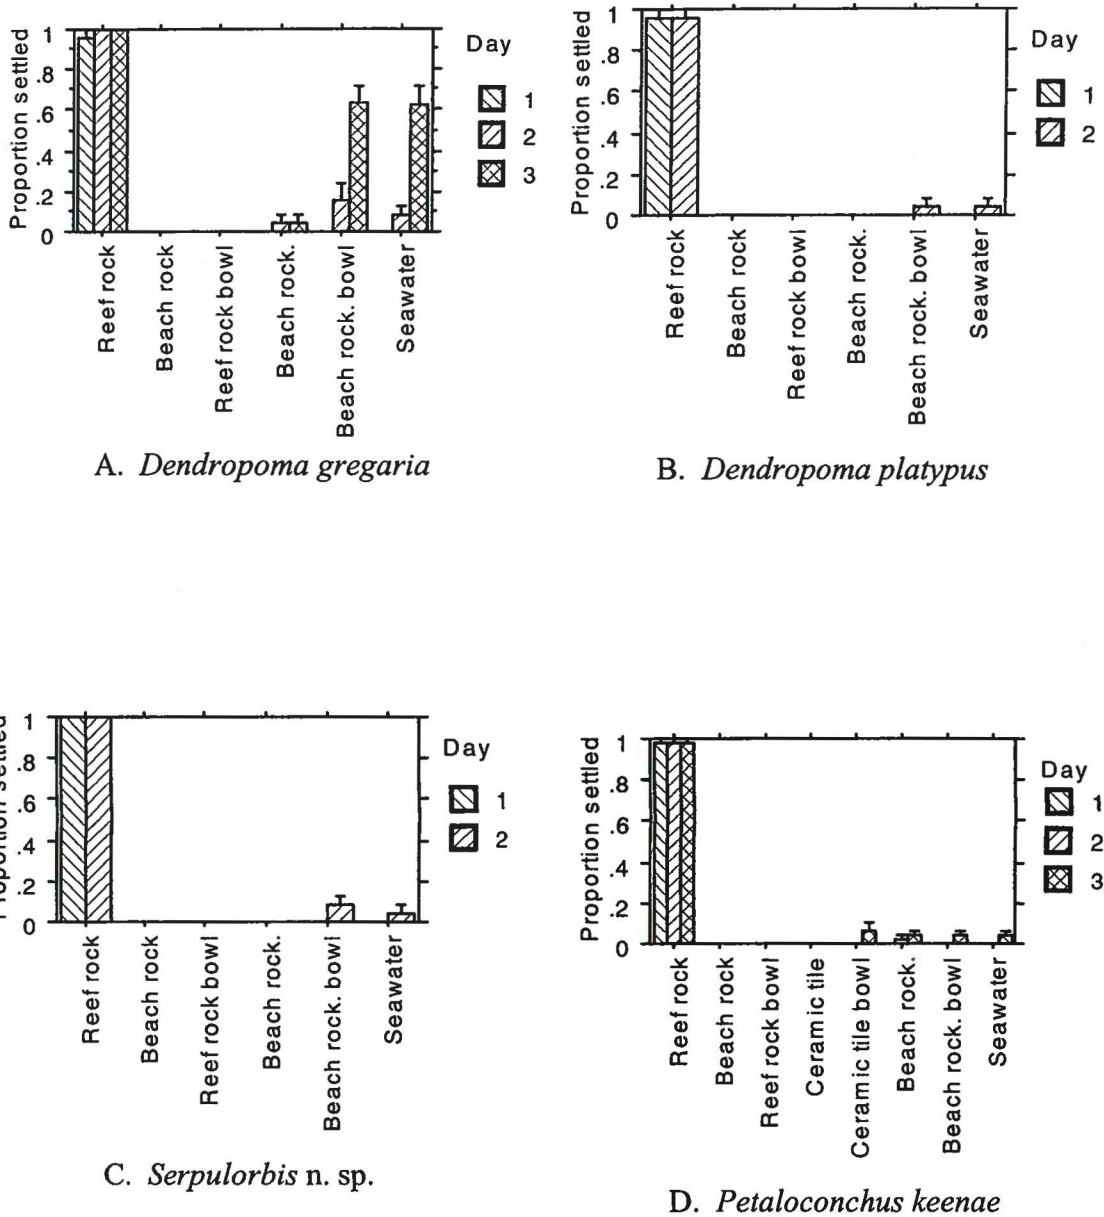 Proportion settled
1
.8
.6
.4
.2
0
Reef rock
Beach rock
Reef rock bowl
Beach rock.
Beach rock. bowl
Seawater
Day
1
2
3
A. Dendropoma gregaria
Proportion settled
1
.8
.6
.4
.2
0
Reef rock
Beach rock
Reef rock bowl
Beach rock.
Beach rock. bowl
Seawater
Day
1
2
B. Dendropoma platypus
Proportion settled
1
.8
.6
.4
.2
0
Reef rock
Beach rock
Reef rock bowl
Beach rock.
Beach rock. bowl
Seawater
Day
1
2
C. Serpulorbis n. sp.
Proportion settled
1
.8
.6
.4
.2
0
Reef rock
Beach rock
Reef rock bowl
Ceramic tile
Ceramic tile bowl
Beach rock.
Beach rock. bowl
Seawater
Day
1
2
3
D. Petaloconchus keenae